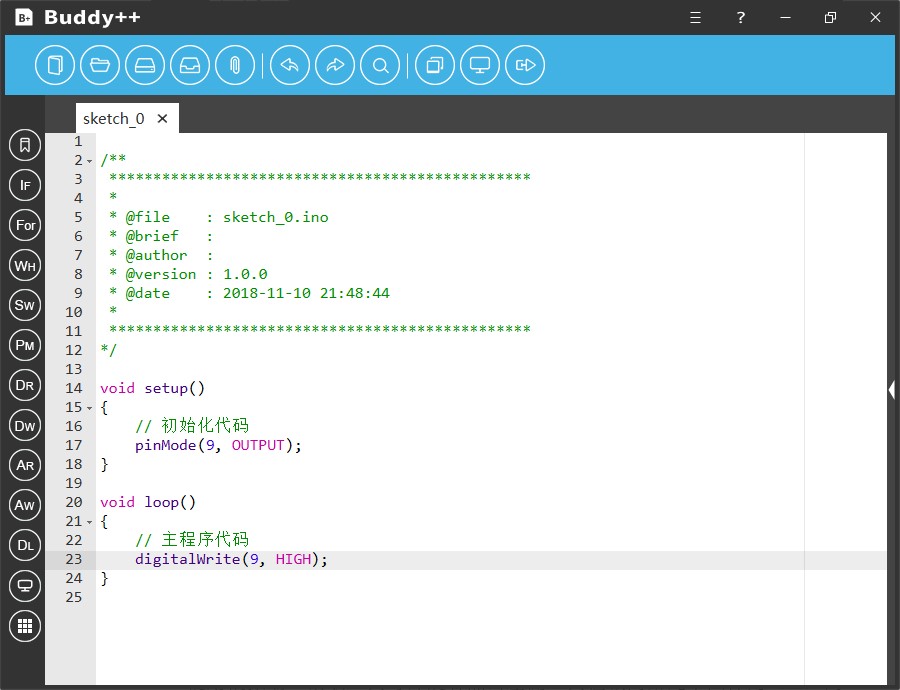 B+ Buddy++
?
sketch_0 ×
1
2 /**
3 ************************************************
4 *
5 * @file    : sketch_0.ino
6 * @brief   :
7 * @author  :
8 * @version : 1.0.0
9 * @date    : 2018-11-10 21:48:44
10 *
11 ************************************************
12 */
13
14 void setup()
15 {
16     // 初始化代码
17     pinMode(9, OUTPUT);
18 }
19
20 void loop()
21 {
22     // 主程序代码
23     digitalWrite(9, HIGH);
24 }
25
IF
For
WH
SW
PM
DR
DW
AR
AW
DL